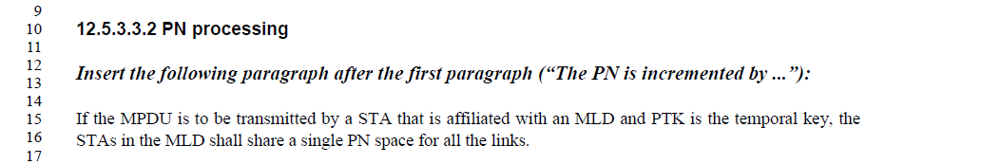 9
10 12.5.3.3.2 PN processing
11
12 Insert the following paragraph after the first paragraph (“The PN is incremented by ...”):
13
14
15 If the MPDU is to be transmitted by a STA that is affiliated with an MLD and PTK is the temporal key, the
16 STAs in the MLD shall share a single PN space for all the links.
17